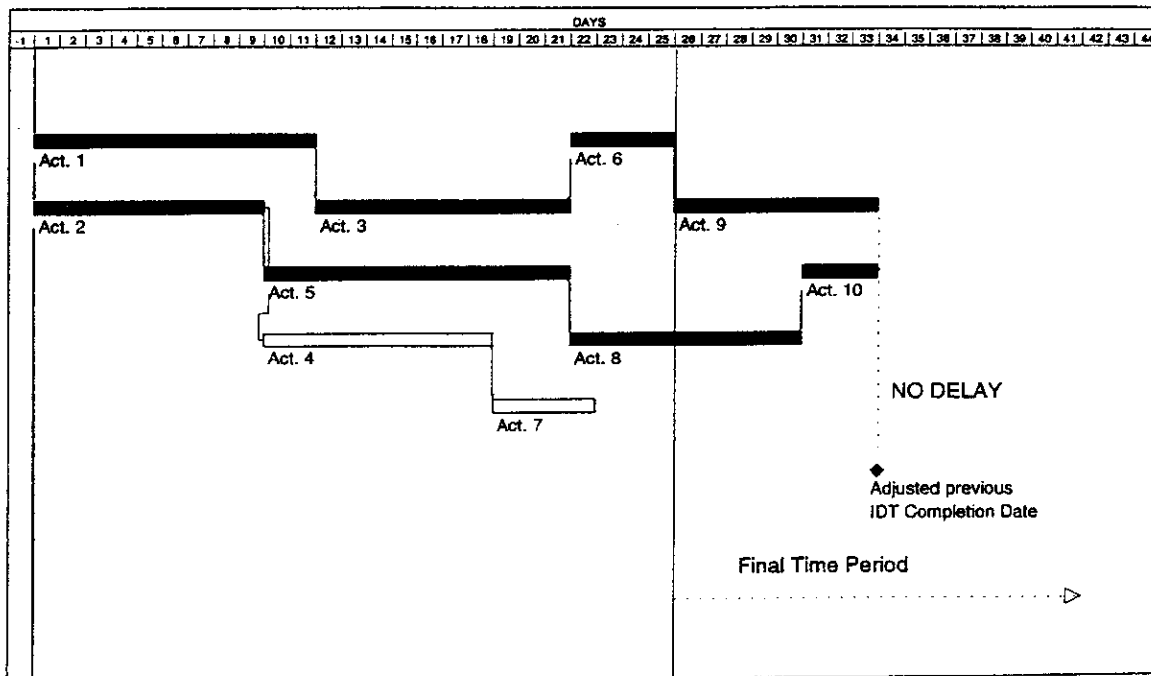 DAYS
-1 1 2 3 4 5 6 7 8 9 10 11 12 13 14 15 16 17 18 19 20 21 22 23 24 25 26 27 28 29 30 31 32 33 34 35 36 37 38 39 40 41 42 43 44
Act. 1
Act. 6
Act. 2
Act. 3
Act. 9
Act. 5
Act. 10
Act. 4
Act. 8
NO DELAY
Act. 7
Adjusted previous
IDT Completion Date
Final Time Period